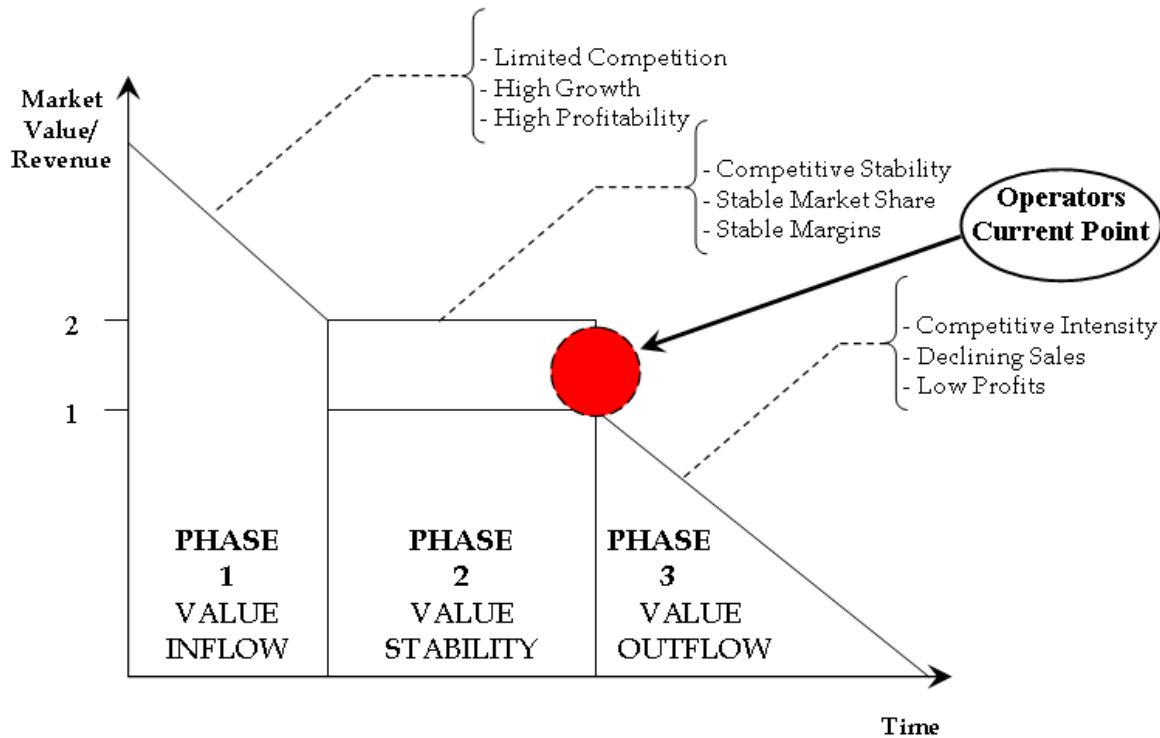 Market
Value/
Revenue
- Limited Competition
- High Growth
- High Profitability
- Competitive Stability
- Stable Market Share
- Stable Margins
Operators
Current Point
- Competitive Intensity
- Declining Sales
- Low Profits
2
1
PHASE
1
VALUE
INFLOW
PHASE
2
VALUE
STABILITY
PHASE
3
VALUE
OUTFLOW
Time